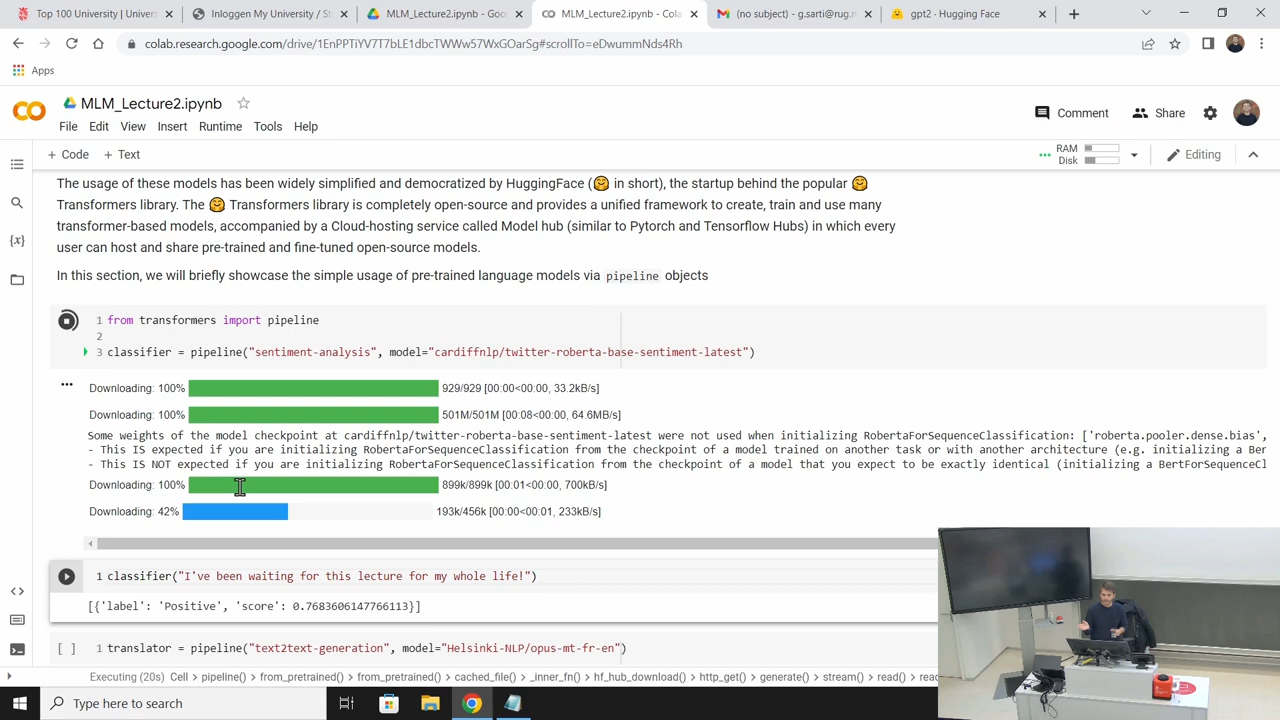 Top 100 University | Univers
Inloggen My University / St
MLM_Lecture2.ipynb - Goo
MLM_Lecture2.ipynb - Cola
(no subject) - g.sarti@rug.n
gpt2 · Hugging Face
colab.research.google.com/drive/1EnPPTiYV7T7bLE1dbcTWWw57WxGOarSg#scrollTo=eDwummNds4Rh
Apps
MLM_Lecture2.ipynb
Comment
Share
File Edit View Insert Runtime Tools Help
+ Code + Text
RAM
Disk
Editing
The usage of these models has been widely simplified and democratized by HuggingFace (🤗 in short), the startup behind the popular 🤗
Transformers library. The 🤗 Transformers library is completely open-source and provides a unified framework to create, train and use many
transformer-based models, accompanied by a Cloud-hosting service called Model hub (similar to Pytorch and Tensorflow Hubs) in which every
user can host and share pre-trained and fine-tuned open-source models.
In this section, we will briefly showcase the simple usage of pre-trained language models via pipeline objects
1 from transformers import pipeline
2
3 classifier = pipeline("sentiment-analysis", model="cardiffnlp/twitter-roberta-base-sentiment-latest")
Downloading: 100% 929/929 [00:00<00:00, 33.2kB/s]
Downloading: 100% 501M/501M [00:08<00:00, 64.6MB/s]
Some weights of the model checkpoint at cardiffnlp/twitter-roberta-base-sentiment-latest were not used when initializing RobertaForSequenceClassification: ['roberta.pooler.dense.bias',
- This IS expected if you are initializing RobertaForSequenceClassification from the checkpoint of a model trained on another task or with another architecture (e.g. initializing a Ber
- This IS NOT expected if you are initializing RobertaForSequenceClassification from the checkpoint of a model that you expect to be exactly identical (initializing a BertForSequenceCl
Downloading: 100% 899k/899k [00:01<00:00, 700kB/s]
Downloading: 42% 193k/456k [00:00<00:01, 233kB/s]
1 classifier("I've been waiting for this lecture for my whole life!")
[{'label': 'Positive', 'score': 0.7683606147766113}]
[ ] 1 translator = pipeline("text2text-generation", model="Helsinki-NLP/opus-mt-fr-en")
Executing (20s) Cell > pipeline() > from_pretrained() > from_pretrained() > cached_file() > _inner_fn() > hf_hub_download() > http_get() > generate() > stream() > read() > rea
Type here to search